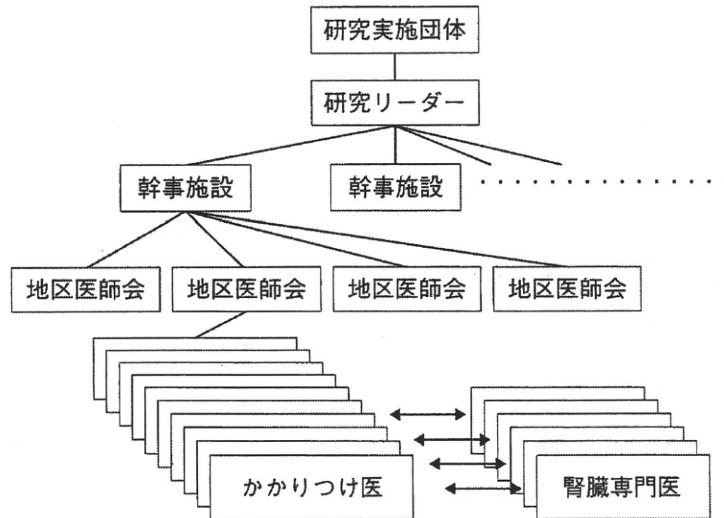 研究実施団体
研究リーダー
幹事施設
幹事施設
地区医師会
地区医師会
地区医師会
地区医師会
かかりつけ医
腎臓専門医